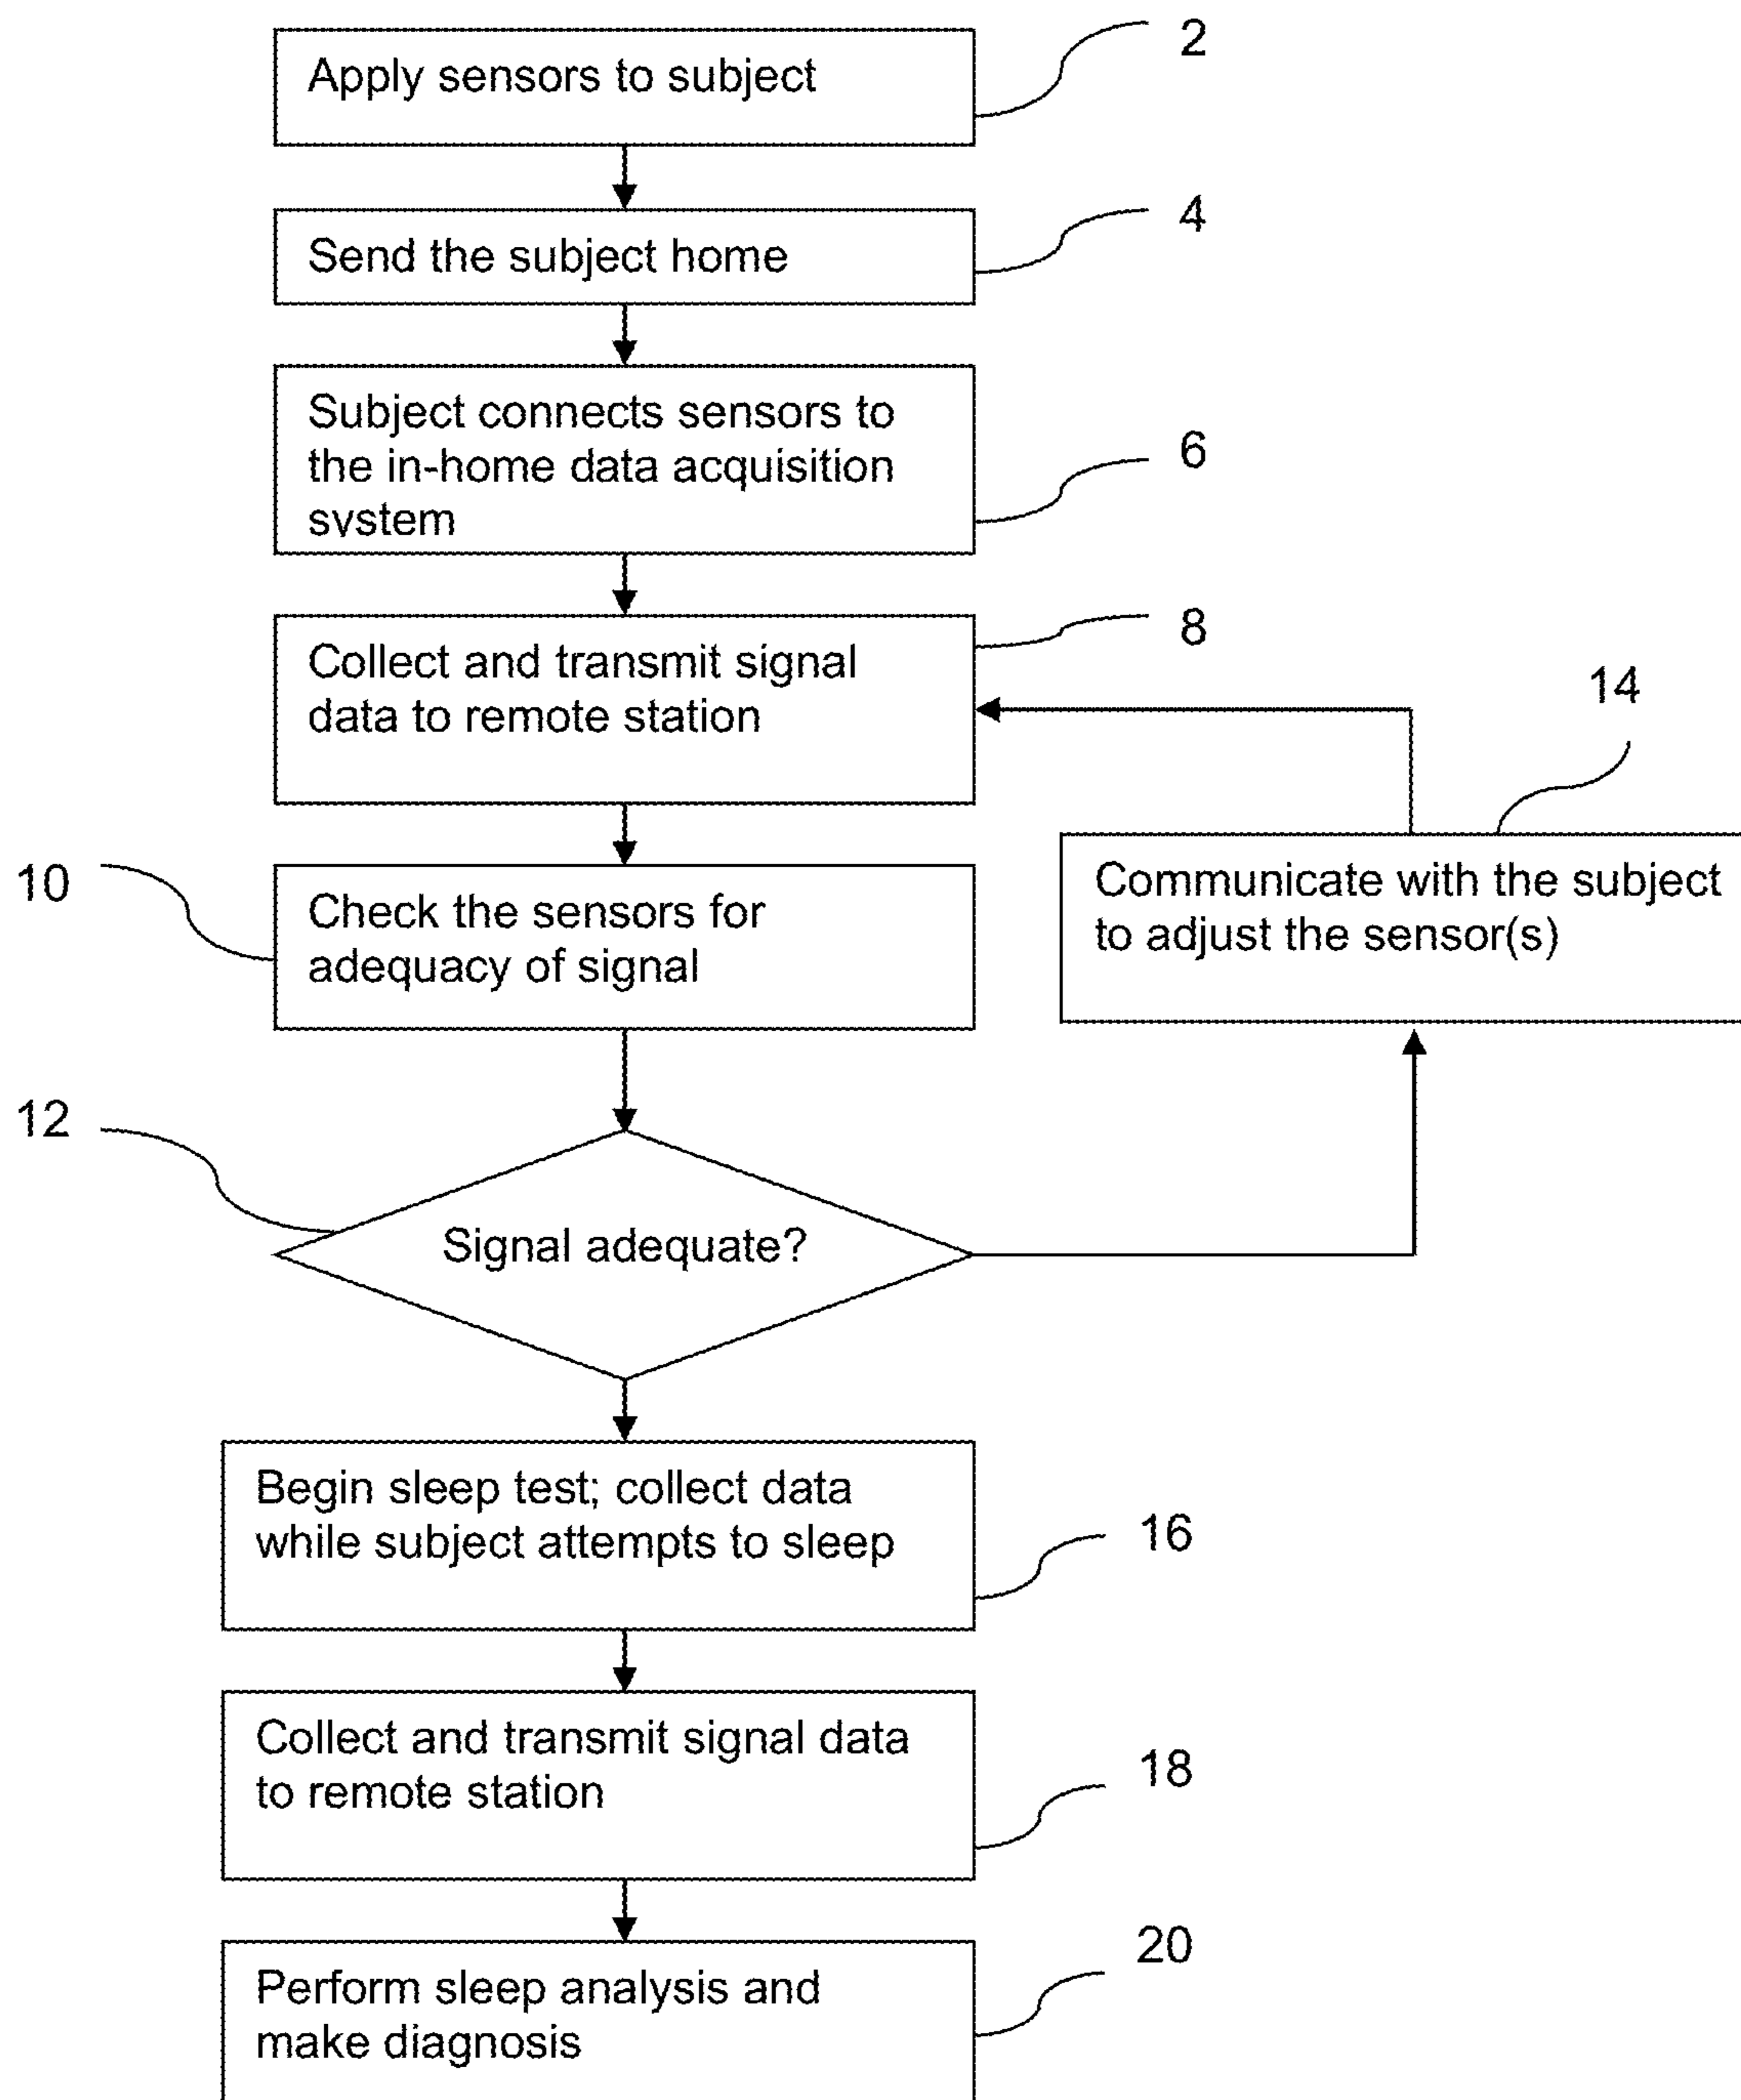 Apply sensors to subject
2
Send the subject home
4
Subject connects sensors to
the in-home data acquisition
system
6
Collect and transmit signal
data to remote station
8
14
Communicate with the subject
to adjust the sensor(s)
10
Check the sensors for
adequacy of signal
12
Signal adequate?
Begin sleep test; collect data
while subject attempts to sleep
16
Collect and transmit signal data
to remote station
18
Perform sleep analysis and
make diagnosis
20